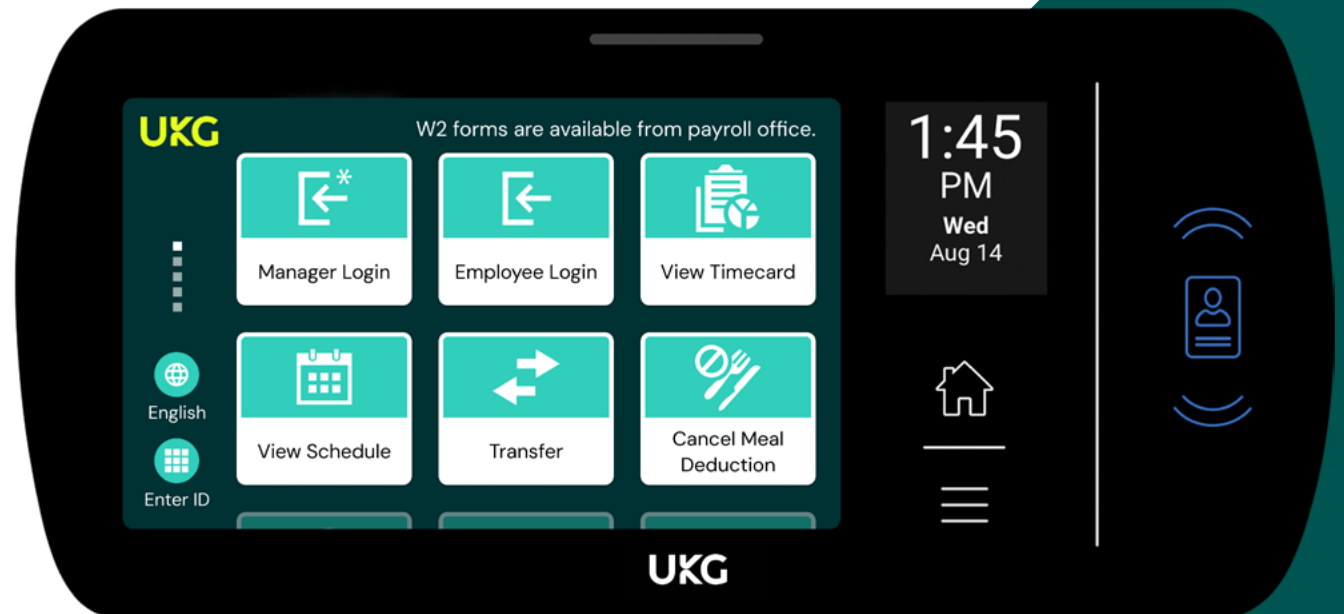 UKG
W2 forms are available from payroll office.
Manager Login
Employee Login
View Timecard
View Schedule
Transfer
Cancel Meal
Deduction
English
Enter ID
1:45
PM
Wed
Aug 14
UKG